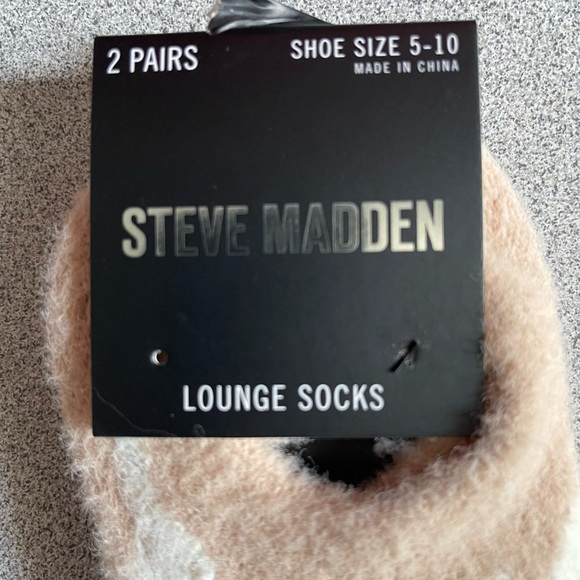 2 PAIRS
SHOE SIZE 5-10
MADE IN CHINA
STEVE MADDEN
LOUNGE SOCKS